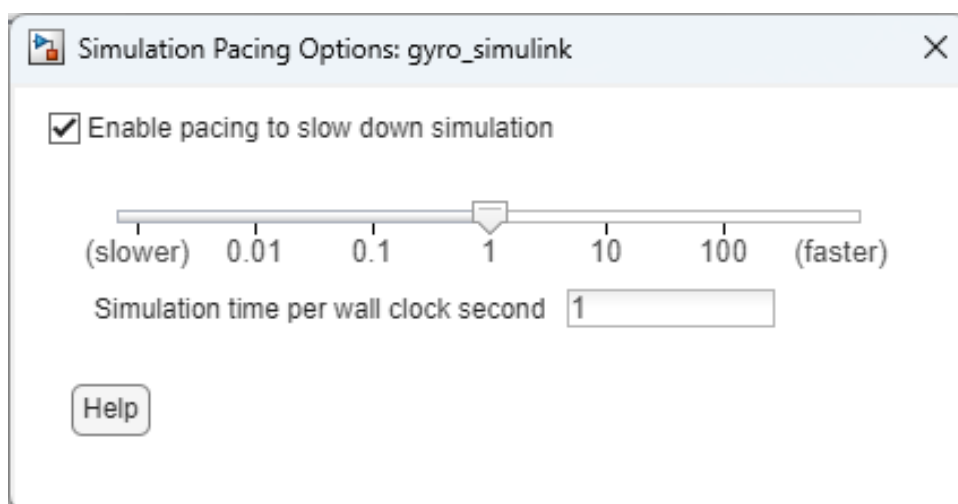 Simulation Pacing Options: gyro_simulink
Enable pacing to slow down simulation
(slower) 0.01 0.1 1 10 100 (faster)
Simulation time per wall clock second 1
Help